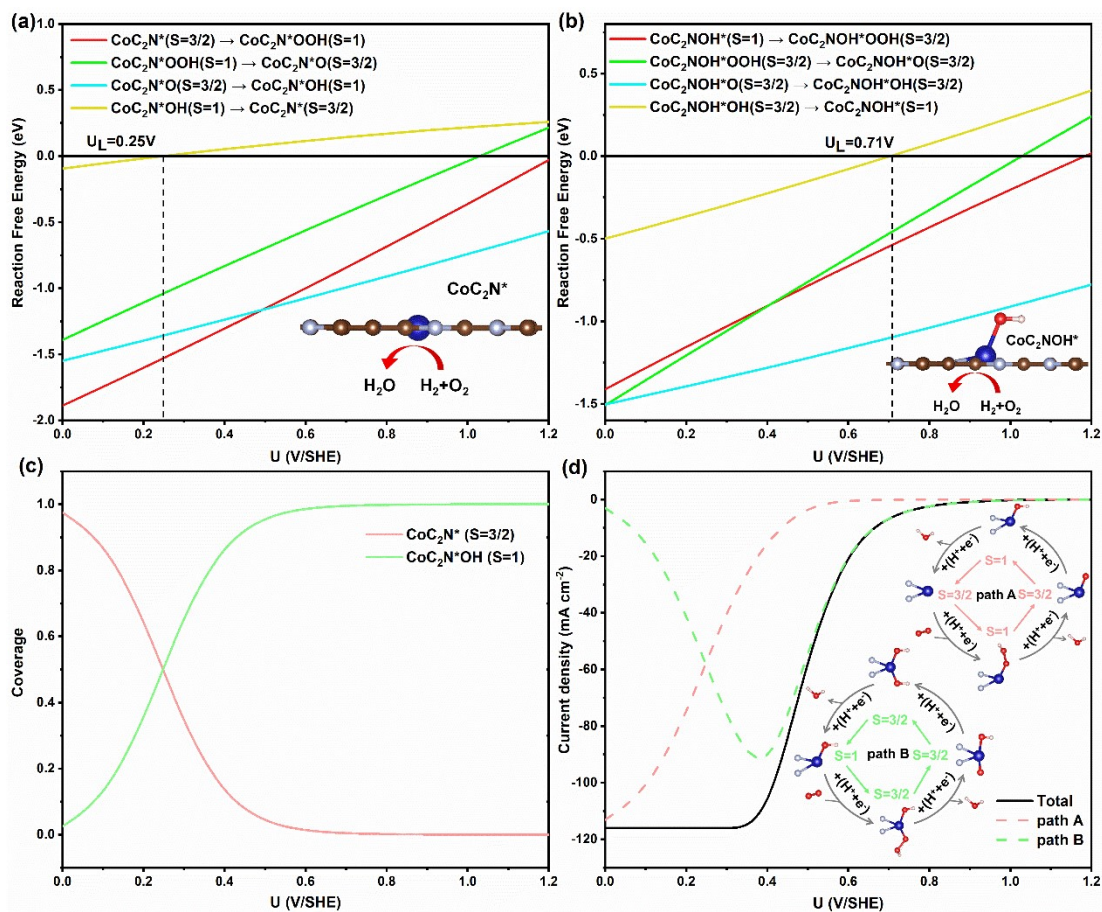 (a)
CoC₂N*(S=3/2) → CoC₂N*OOH(S=1)
CoC₂N*OOH(S=1) → CoC₂N*O(S=3/2)
CoC₂N*O(S=3/2) → CoC₂N*OH(S=1)
CoC₂N*OH(S=1) → CoC₂N*(S=3/2)
U_L=0.25V
CoC₂N*
H₂O
H₂+O₂
Reaction Free Energy (eV)
1.0
0.5
0.0
-0.5
-1.0
-1.5
-2.0
0.0 0.2 0.4 0.6 0.8 1.0 1.2
U (V/SHE)
(b)
CoC₂NOH*(S=1) → CoC₂NOH*OOH(S=3/2)
CoC₂NOH*OOH(S=3/2) → CoC₂NOH*O(S=3/2)
CoC₂NOH*O(S=3/2) → CoC₂NOH*OH(S=3/2)
CoC₂NOH*OH(S=3/2) → CoC₂NOH*(S=1)
U_L=0.71V
CoC₂NOH*
H₂O
H₂+O₂
Reaction Free Energy (eV)
0.5
0.0
-0.5
-1.0
-1.5
0.0 0.2 0.4 0.6 0.8 1.0 1.2
U (V/SHE)
(c)
CoC₂N* (S=3/2)
CoC₂N*OH (S=1)
Coverage
1.0
0.8
0.6
0.4
0.2
0.0
0.0 0.2 0.4 0.6 0.8 1.0 1.2
U (V/SHE)
(d)
Current density (mA cm⁻²)
0
-20
-40
-60
-80
-100
-120
+(H⁺+e⁻)
+(H⁺+e⁻)
S=1
S=3/2 path A S=3/2
S=1
+(H⁺+e⁻)
+(H⁺+e⁻)
+(H⁺+e⁻)
+(H⁺+e⁻)
S=3/2
S=1 path B S=3/2
S=3/2
+(H⁺+e⁻)
+(H⁺+e⁻)
Total
path A
path B
0.0 0.2 0.4 0.6 0.8 1.0 1.2
U (V/SHE)